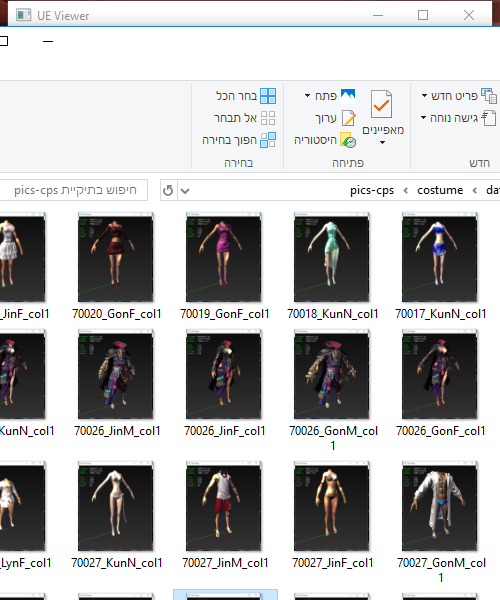 UE Viewer
פריט חדש
גישה נוחה
חדש
מאפיינים
פתח
ערוך
היסטוריה
פתיחה
בחר הכל
אל תבחר
הפוך בחירה
בחירה
pics-cps < costume < da
חיפוש בתיקיית pics-cps
_JinF_col1 70020_GonF_col1 70019_GonF_col1 70018_KunN_col1 70017_KunN_col1
KunN_col1 70026_JinM_col1 70026_JinF_col1 70026_GonM_col1 70026_GonF_col1
_LynF_col1 70027_KunN_col1 70027_JinM_col1 70027_JinF_col1 70027_GonM_col1